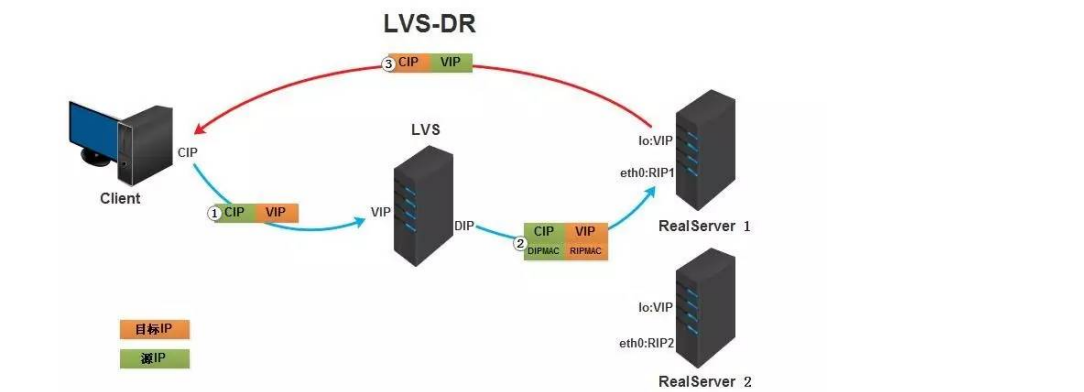 LVS-DR
③ CIP VIP
LVS
lo:VIP
CIP
eth0:RIP1
Client
① CIP VIP
VIP
DIP
RealServer 1
② CIP VIP
DIPMAC RIPMAC
lo:VIP
目标IP
eth0:RIP2
源IP
RealServer 2